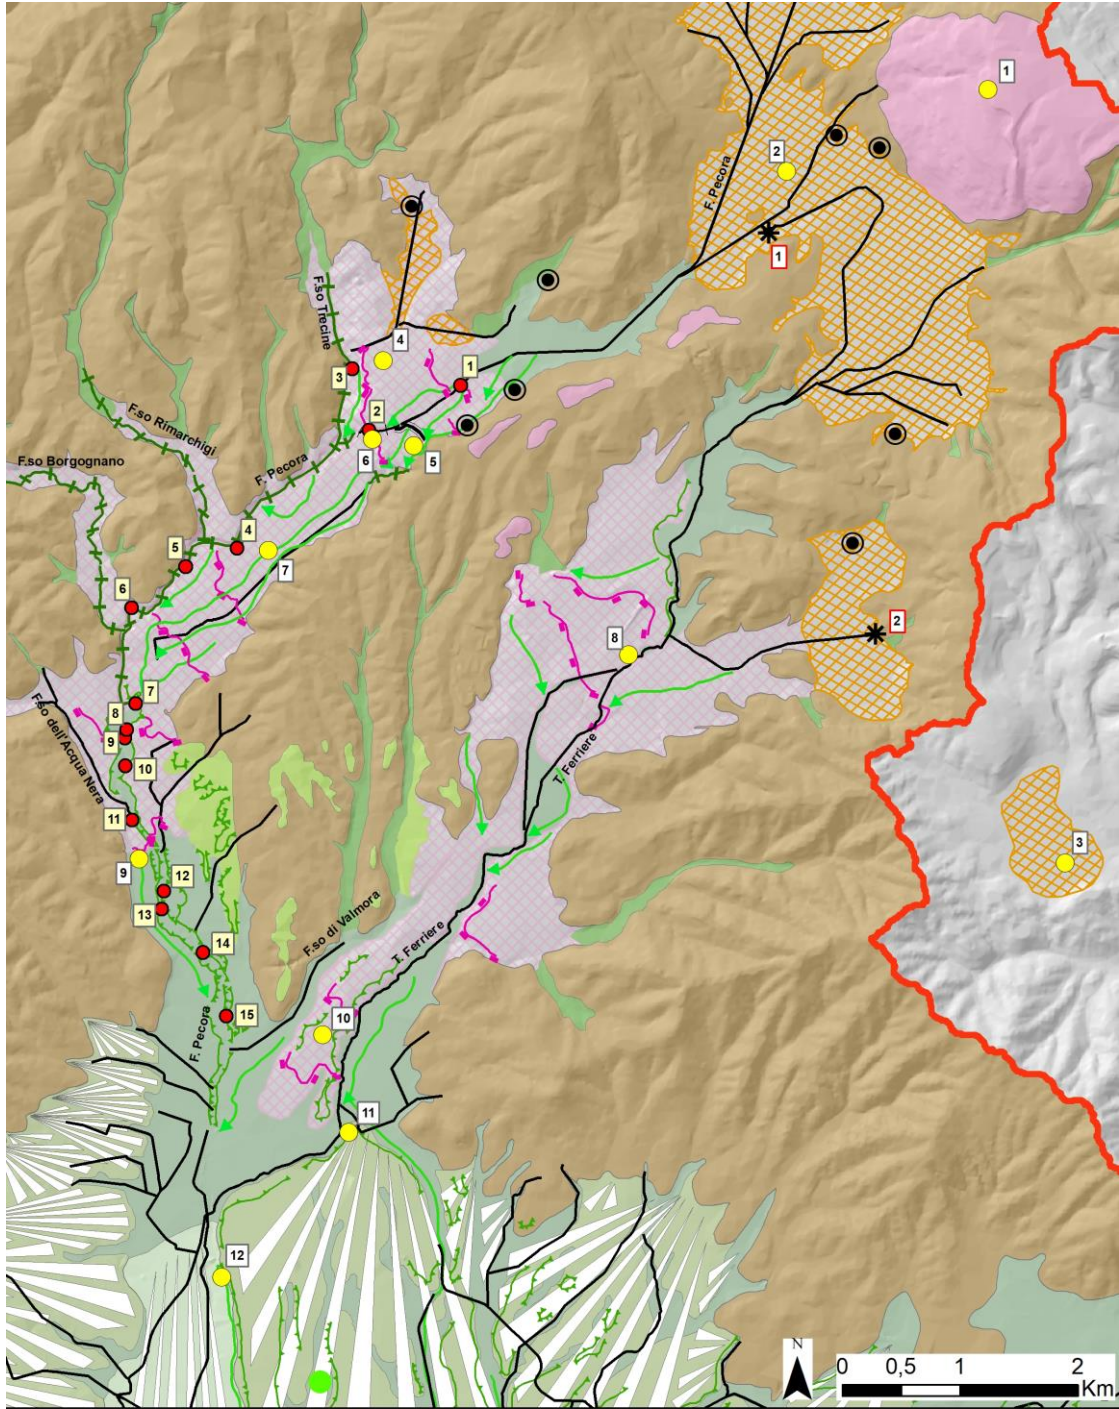 1
2
F. Pecora
1
F.so Trecine
4
3
1
2
F.so Rimarchigi
F.so Borgognano
F. Pecora
6
5
4
5
7
2
6
8
7
8
9
F.so dell'Acqua Nera
10
T. Ferriere
11
9
3
12
13
F.so di Valmora
T. Ferriere
14
15
F. Pecora
10
11
12
N
0 0,5 1 2
Km